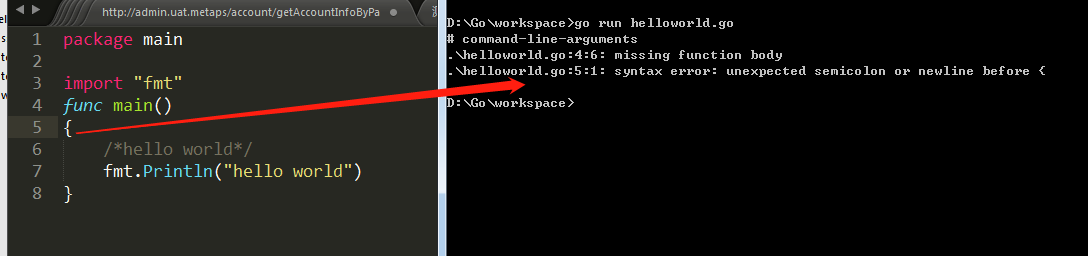 http://admin.uat.metaps/account/getAccountInfoByPa
1 package main
2
3 import "fmt"
4 func main()
5 {
6     /*hello world*/
7     fmt.Println("hello world")
8 }
D:\Go\workspace>go run helloworld.go
# command-line-arguments
.\helloworld.go:4:6: missing function body
.\helloworld.go:5:1: syntax error: unexpected semicolon or newline before {
D:\Go\workspace>